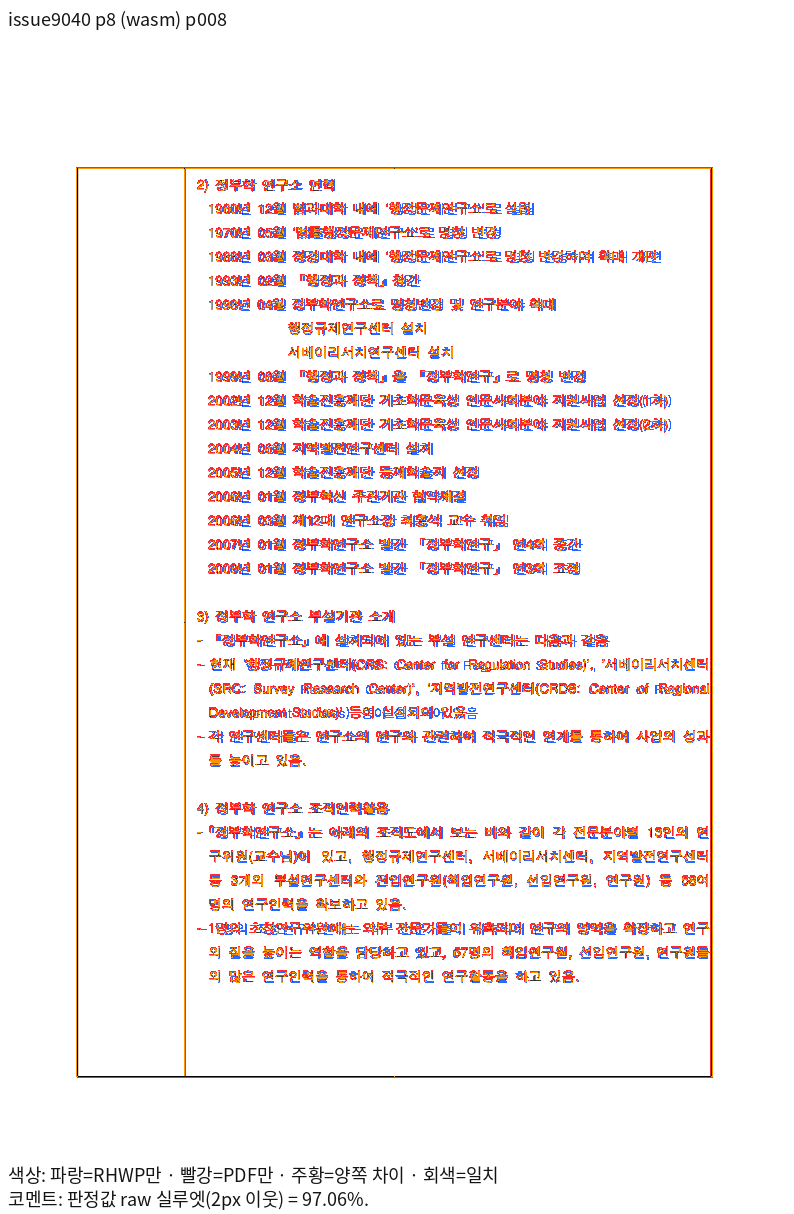 issue9040 p8 (wasm) p008
2) 정부학 연구소 연혁
1960년 12월 법과대학 내에 '행정문제연구소'로 설립
1970년 05월 '법률행정문제연구소'로 명칭 변경
1988년 03월 정경대학 내에 '행정문제연구소'로 명칭 변경하여 확대 개편
1993년 02월 『행정과 정책』 창간
1996년 04월 정부학연구소로 명칭변경 및 연구분야 확대
행정규제연구센터 설치
서베이리서치연구센터 설치
1999년 06월 『행정과 정책』을 『정부학연구』로 명칭 변경
2002년 12월 학술진흥재단 기초학문육성 인문사회분야 지원사업 선정(1차)
2003년 12월 학술진흥재단 기초학문육성 인문사회분야 지원사업 선정(2차)
2004년 05월 지역발전연구센터 설치
2005년 12월 학술진흥재단 등재학술지 선정
2006년 01월 정부혁신 주관기관 협약체결
2006년 03월 제12대 연구소장 최흥석 교수 취임
2007년 01월 정부학연구소 발간 『정부학연구』 연4회 증간
2009년 01월 정부학연구소 발간 『정부학연구』 연3회 조정
3) 정부학 연구소 부설기관 소개
- 『정부학연구소』에 설치되어 있는 부설 연구센터는 다음과 같음
- 현재 '행정규제연구센터(CRS: Center for Regulation Studies)', '서베이리서치센터
(SRC: Survey Research Center)', '지역발전연구센터(CRDS: Center of Regional
Development Studies)' 등이 설치되어 있음
- 각 연구센터들은 연구소의 연구와 관련하여 적극적인 연계를 통하여 사업의 성과
를 높이고 있음.
4) 정부학 연구소 조직인력활용
- 『정부학연구소』는 아래의 조직도에서 보는 바와 같이 각 전문분야별 13인의 연
구위원(교수님)이 있고, 행정규제연구센터, 서베이리서치센터, 지역발전연구센터
등 3개의 부설연구센터와 전임연구원(책임연구원, 선임연구원, 연구원) 등 68여
명의 연구인력을 확보하고 있음.
- 1명의 초청연구위원에는 외부 전문가들이 위촉되어 연구의 영역을 확장하고 연구
의 질을 높이는 역할을 담당하고 있고, 67명의 책임연구원, 선임연구원, 연구원들
의 많은 연구인력을 통하여 적극적인 연구활동을 하고 있음.
색상: 파랑=RHWP만 · 빨강=PDF만 · 주황=양쪽 차이 · 회색=일치
코멘트: 판정값 raw 실루엣(2px 이웃) = 97.06%.